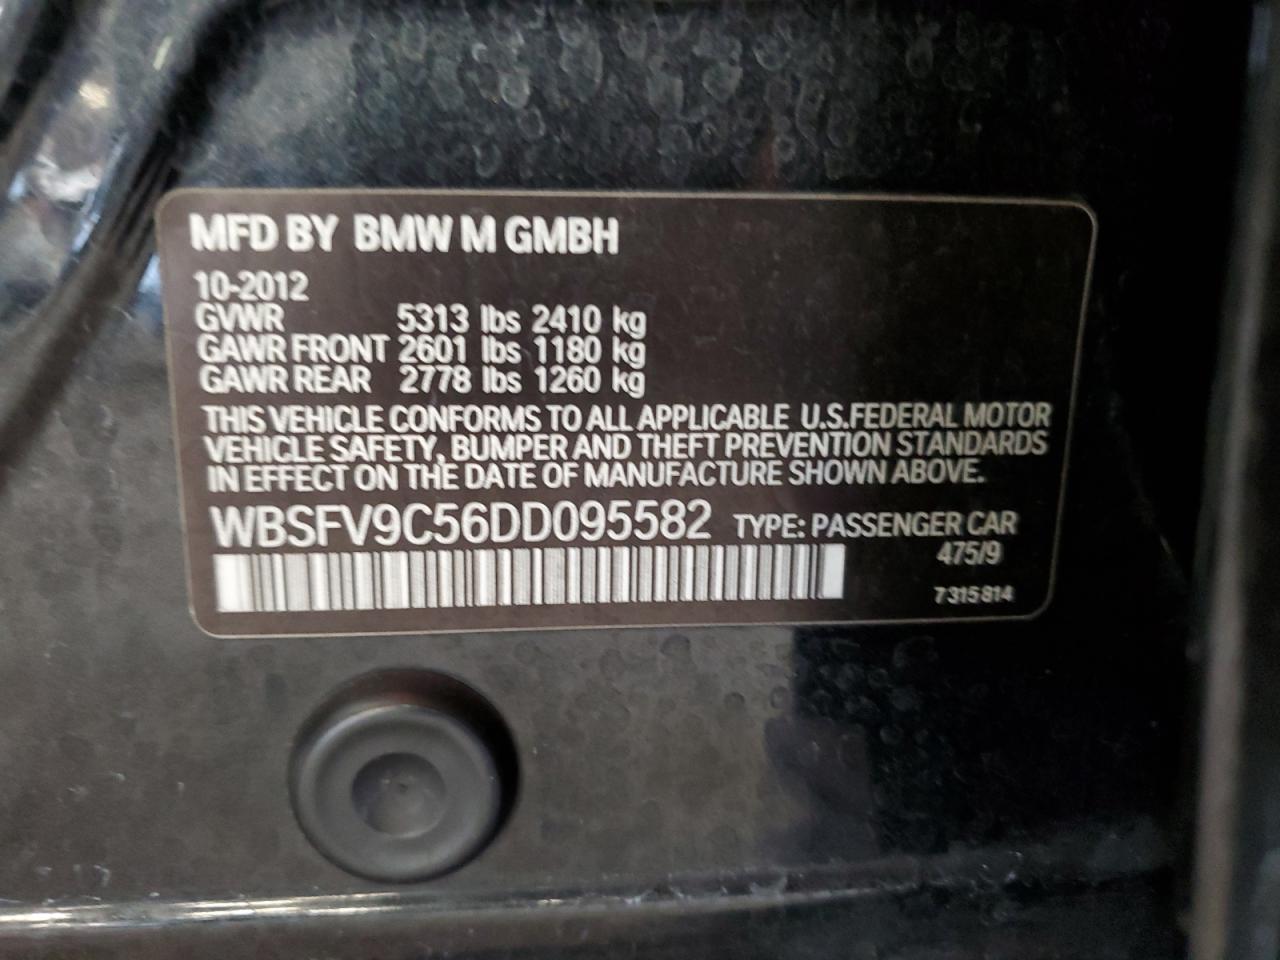 MFD BY BMW M GMBH
10-2012
GVWR 5313 lbs 2410 kg
GAWR FRONT 2601 lbs 1180 kg
GAWR REAR 2778 lbs 1260 kg
THIS VEHICLE CONFORMS TO ALL APPLICABLE U.S.FEDERAL MOTOR
VEHICLE SAFETY, BUMPER AND THEFT PREVENTION STANDARDS
IN EFFECT ON THE DATE OF MANUFACTURE SHOWN ABOVE.
WBSFV9C56DD095582 TYPE: PASSENGER CAR
475/9
7 315 814